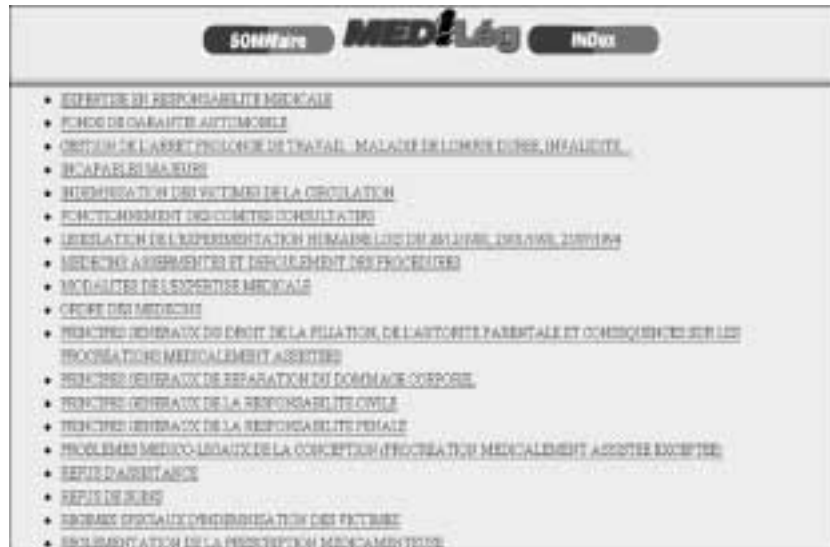 SOMMaire MED!Lég INDex
EXPERTISE EN RESPONSABILITE MEDICALE
FONDS DE GARANTIE AUTOMOBILE
GESTION DE L'ARRET PROLONGE DE TRAVAIL : MALADIE DE LONGUE DUREE, INVALIDITE...
INCAPABLES MAJEURS
INDEMNISATION DES VICTIMES DE LA CIRCULATION
FONCTIONNEMENT DES COMITES CONSULTATIFS
LEGISLATION DE L'EXPERIMENTATION HUMAINE LOIS DU
MEDECINS ASSERMENTES ET DEROULEMENT DES PROCEDURES
MODALITES DE L'EXPERTISE MEDICALE
ORDRE DES MEDECINS
PRINCIPES GENERAUX DU DROIT DE LA FILIATION, DE L'AUTORITE PARENTALE ET CONSEQUENCES SUR LES
PROCREATIONS MEDICALEMENT ASSISTEES
PRINCIPES GENERAUX DE REPARATION DU DOMMAGE CORPOREL
PRINCIPES GENERAUX DE LA RESPONSABILITE CIVILE
PRINCIPES GENERAUX DE LA RESPONSABILITE PENALE
PROBLEMES MEDICO-LEGAUX DE LA CONCEPTION (PROCREATION MEDICALEMENT ASSISTEE EXCEPTEE)
REFUS D'ASSISTANCE
REFUS DE SOINS
REGIMES SPECIAUX D'INDEMNISATION DES VICTIMES
REGLEMENTATION DE LA PRESCRIPTION MEDICAMENTEUSE